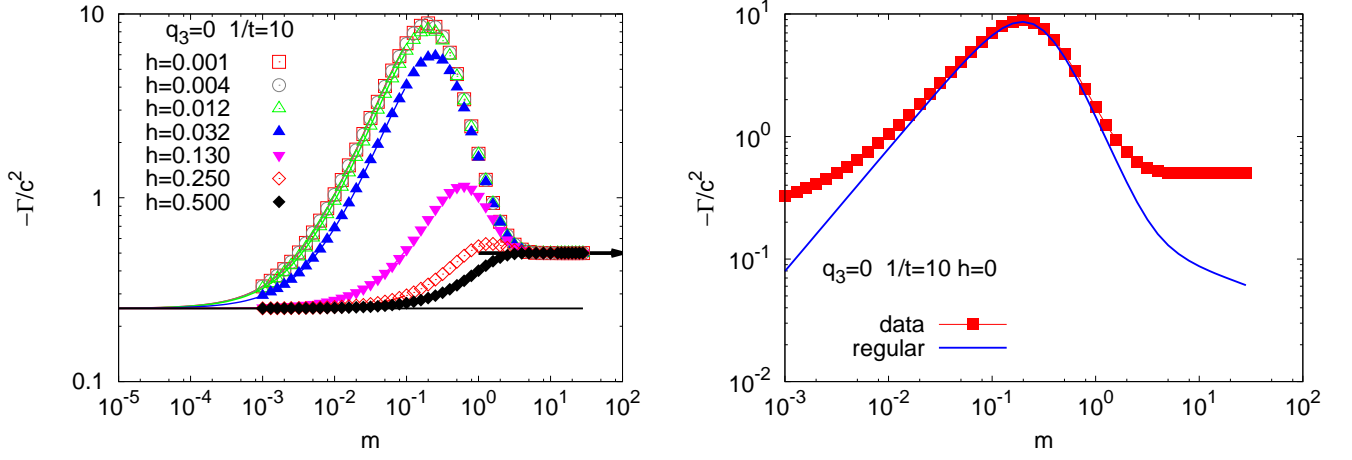 10
1
0.1
−Γ/c²
q₃=0 1/t=10
h=0.001
h=0.004
h=0.012
h=0.032
h=0.130
h=0.250
h=0.500
10⁻⁵ 10⁻⁴ 10⁻³ 10⁻² 10⁻¹ 10⁰ 10¹ 10²
m
10¹
10⁰
10⁻¹
10⁻²
−Γ/c²
q₃=0 1/t=10 h=0
data
regular
10⁻³ 10⁻² 10⁻¹ 10⁰ 10¹ 10²
m